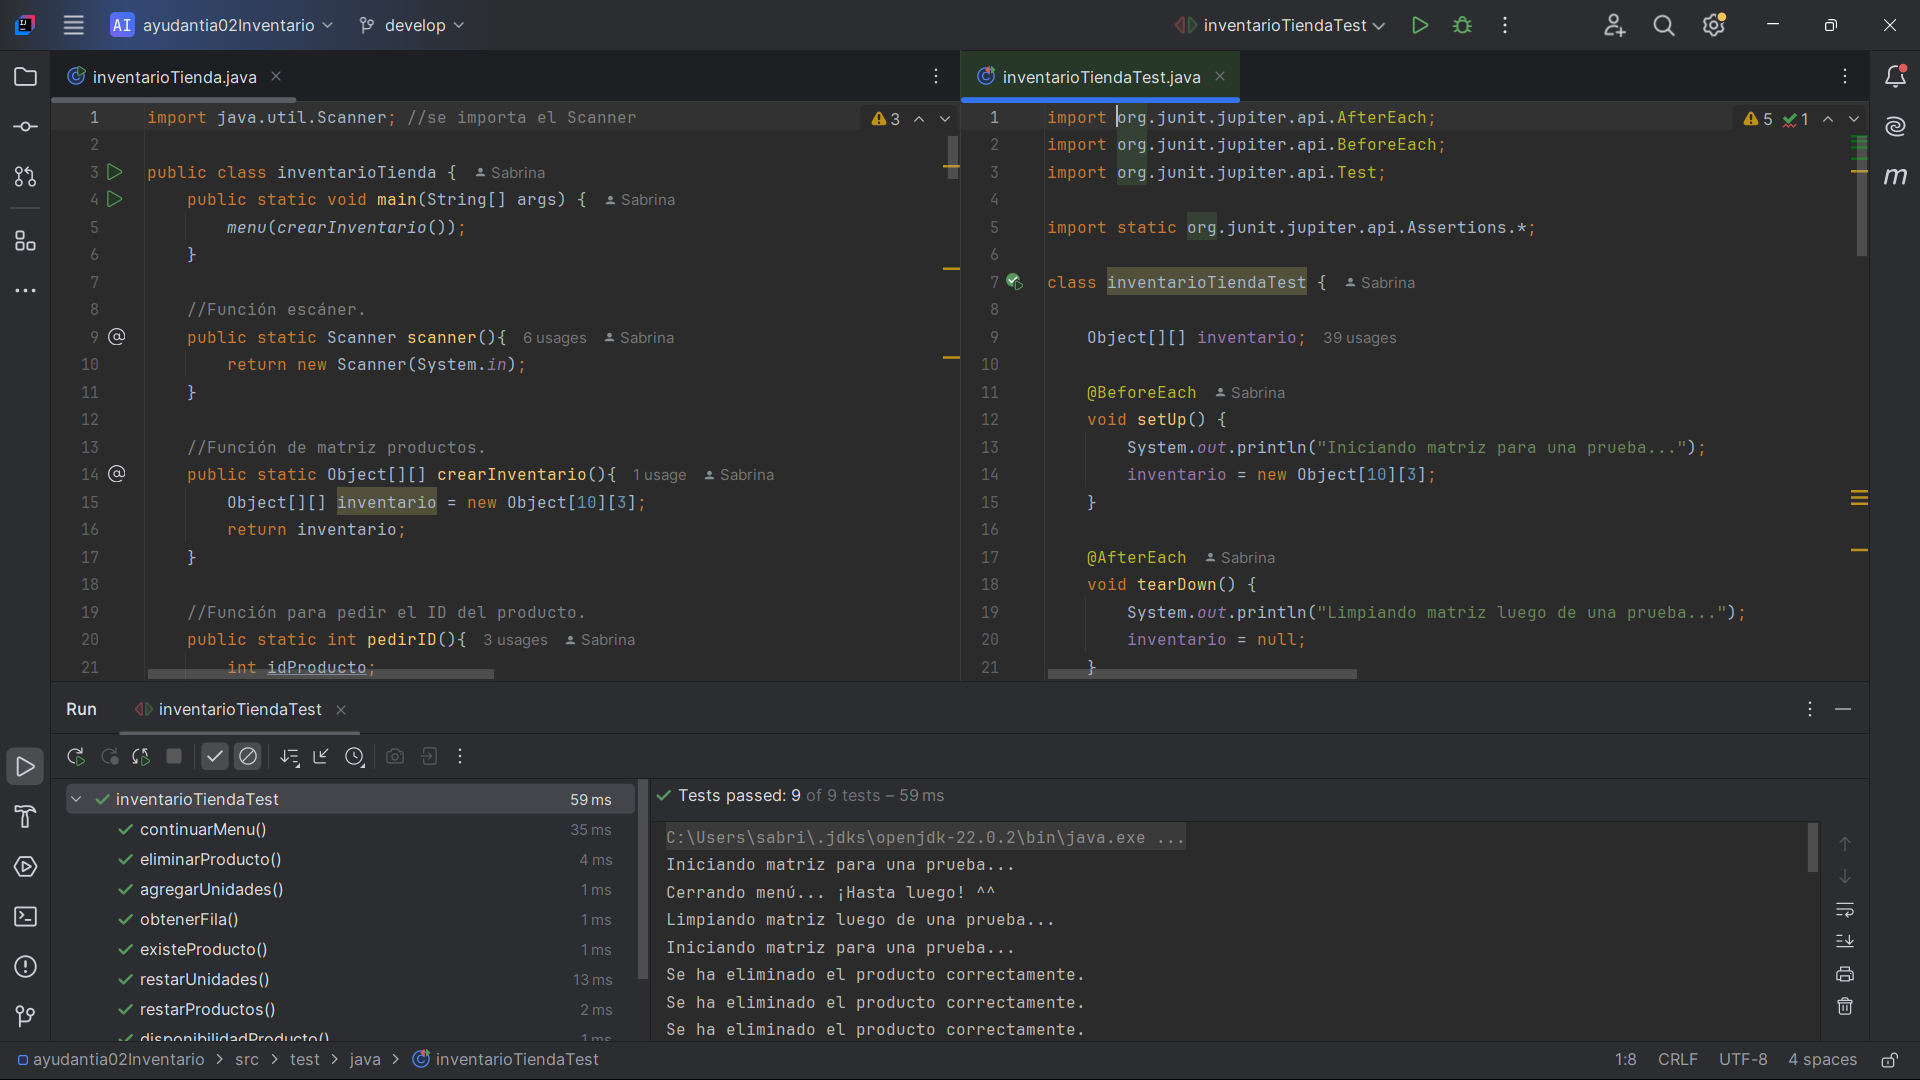 AI ayudantia02Inventario develop inventarioTiendaTest
inventarioTienda.java
1 import java.util.Scanner; //se importa el Scanner 3
2
3 public class inventarioTienda { Sabrina
4 public static void main(String[] args) { Sabrina
5 menu(crearInventario());
6 }
7
8 //Función escáner.
9 public static Scanner scanner(){ 6 usages Sabrina
10 return new Scanner(System.in);
11 }
12
13 //Función de matriz productos.
14 public static Object[][] crearInventario(){ 1 usage Sabrina
15 Object[][] inventario = new Object[10][3];
16 return inventario;
17 }
18
19 //Función para pedir el ID del producto.
20 public static int pedirID(){ 3 usages Sabrina
21 int idProducto;
inventarioTiendaTest.java
1 import org.junit.jupiter.api.AfterEach; 5 1
2 import org.junit.jupiter.api.BeforeEach;
3 import org.junit.jupiter.api.Test;
4
5 import static org.junit.jupiter.api.Assertions.*;
6
7 class inventarioTiendaTest { Sabrina
8
9 Object[][] inventario; 39 usages
10
11 @BeforeEach Sabrina
12 void setUp() {
13 System.out.println("Iniciando matriz para una prueba...");
14 inventario = new Object[10][3];
15 }
16
17 @AfterEach Sabrina
18 void tearDown() {
19 System.out.println("Limpiando matriz luego de una prueba...");
20 inventario = null;
21 }
m
Run inventarioTiendaTest
inventarioTiendaTest 59 ms
continuarMenu() 35 ms
eliminarProducto() 4 ms
agregarUnidades() 1 ms
obtenerFila() 1 ms
existeProducto() 1 ms
restarUnidades() 13 ms
restarProductos() 2 ms
disponibilidadProducto() 1 ms
Tests passed: 9 of 9 tests – 59 ms
C:\Users\sabri\.jdks\openjdk-22.0.2\bin\java.exe ...
Iniciando matriz para una prueba...
Cerrando menú... ¡Hasta luego! ^^
Limpiando matriz luego de una prueba...
Iniciando matriz para una prueba...
Se ha eliminado el producto correctamente.
Se ha eliminado el producto correctamente.
Se ha eliminado el producto correctamente.
ayudantia02Inventario > src > test > java > inventarioTiendaTest 1:8 CRLF UTF-8 4 spaces